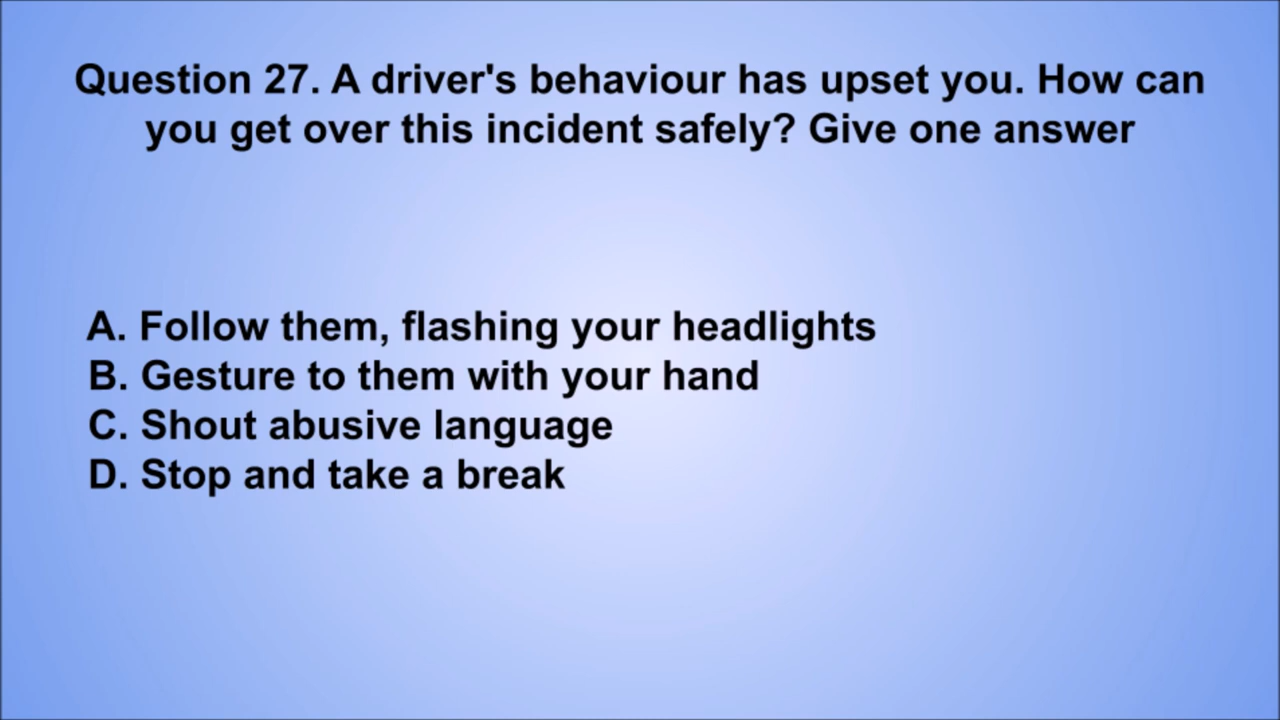 Question 27. A driver's behaviour has upset you. How can
you get over this incident safely? Give one answer
A. Follow them, flashing your headlights
B. Gesture to them with your hand
C. Shout abusive language
D. Stop and take a break